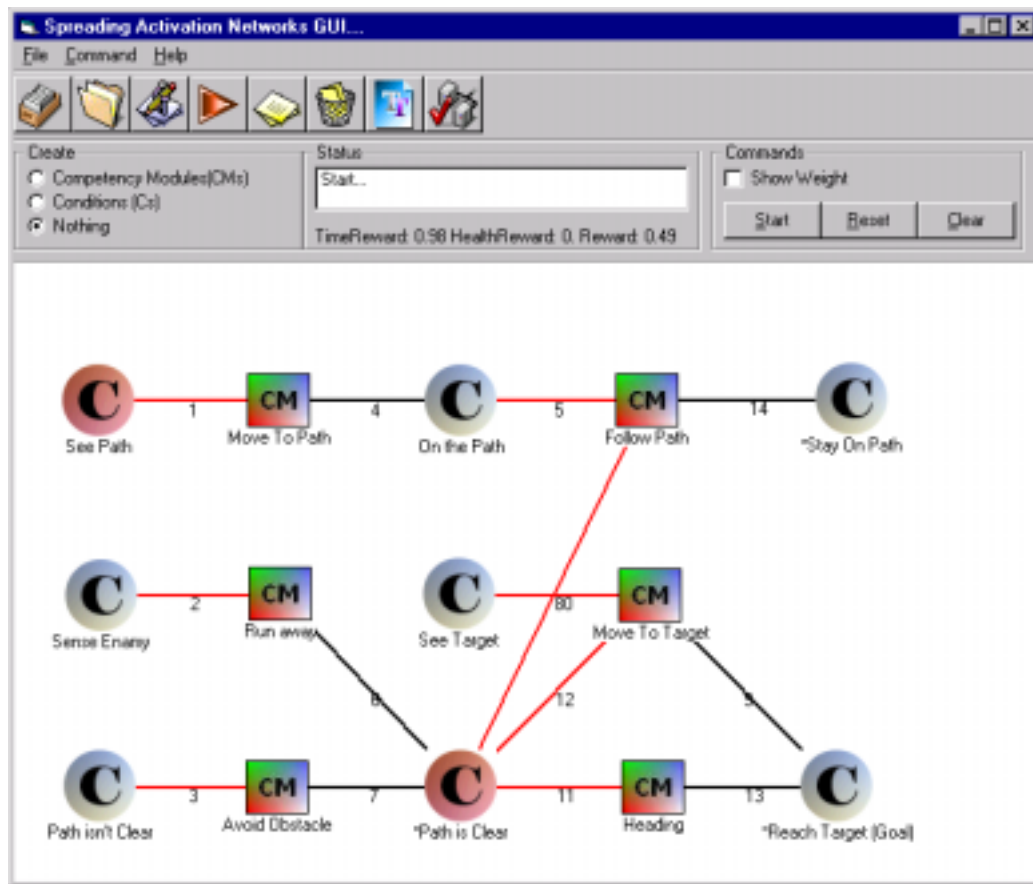 Spreading Activation Networks GUI...
File Command Help
Create
Competency Modules(CMs)
Conditions (Cs)
Nothing
Status
Start...
TimeReward: 0.98 HealthReward: 0. Reward: 0.49
Commands
Show Weight
Start Reset Clear
C CM C CM C
1 4 5 14
See Path Move To Path On the Path Follow Path *Stay On Path
C CM C CM
2
Sense Enamy Run away See Target Move To Target
12 9
C CM C CM C
3 7 11 13
Path isn't Clear Avoid Obstacle *Path is Clear Heading *Reach Target (Goal)